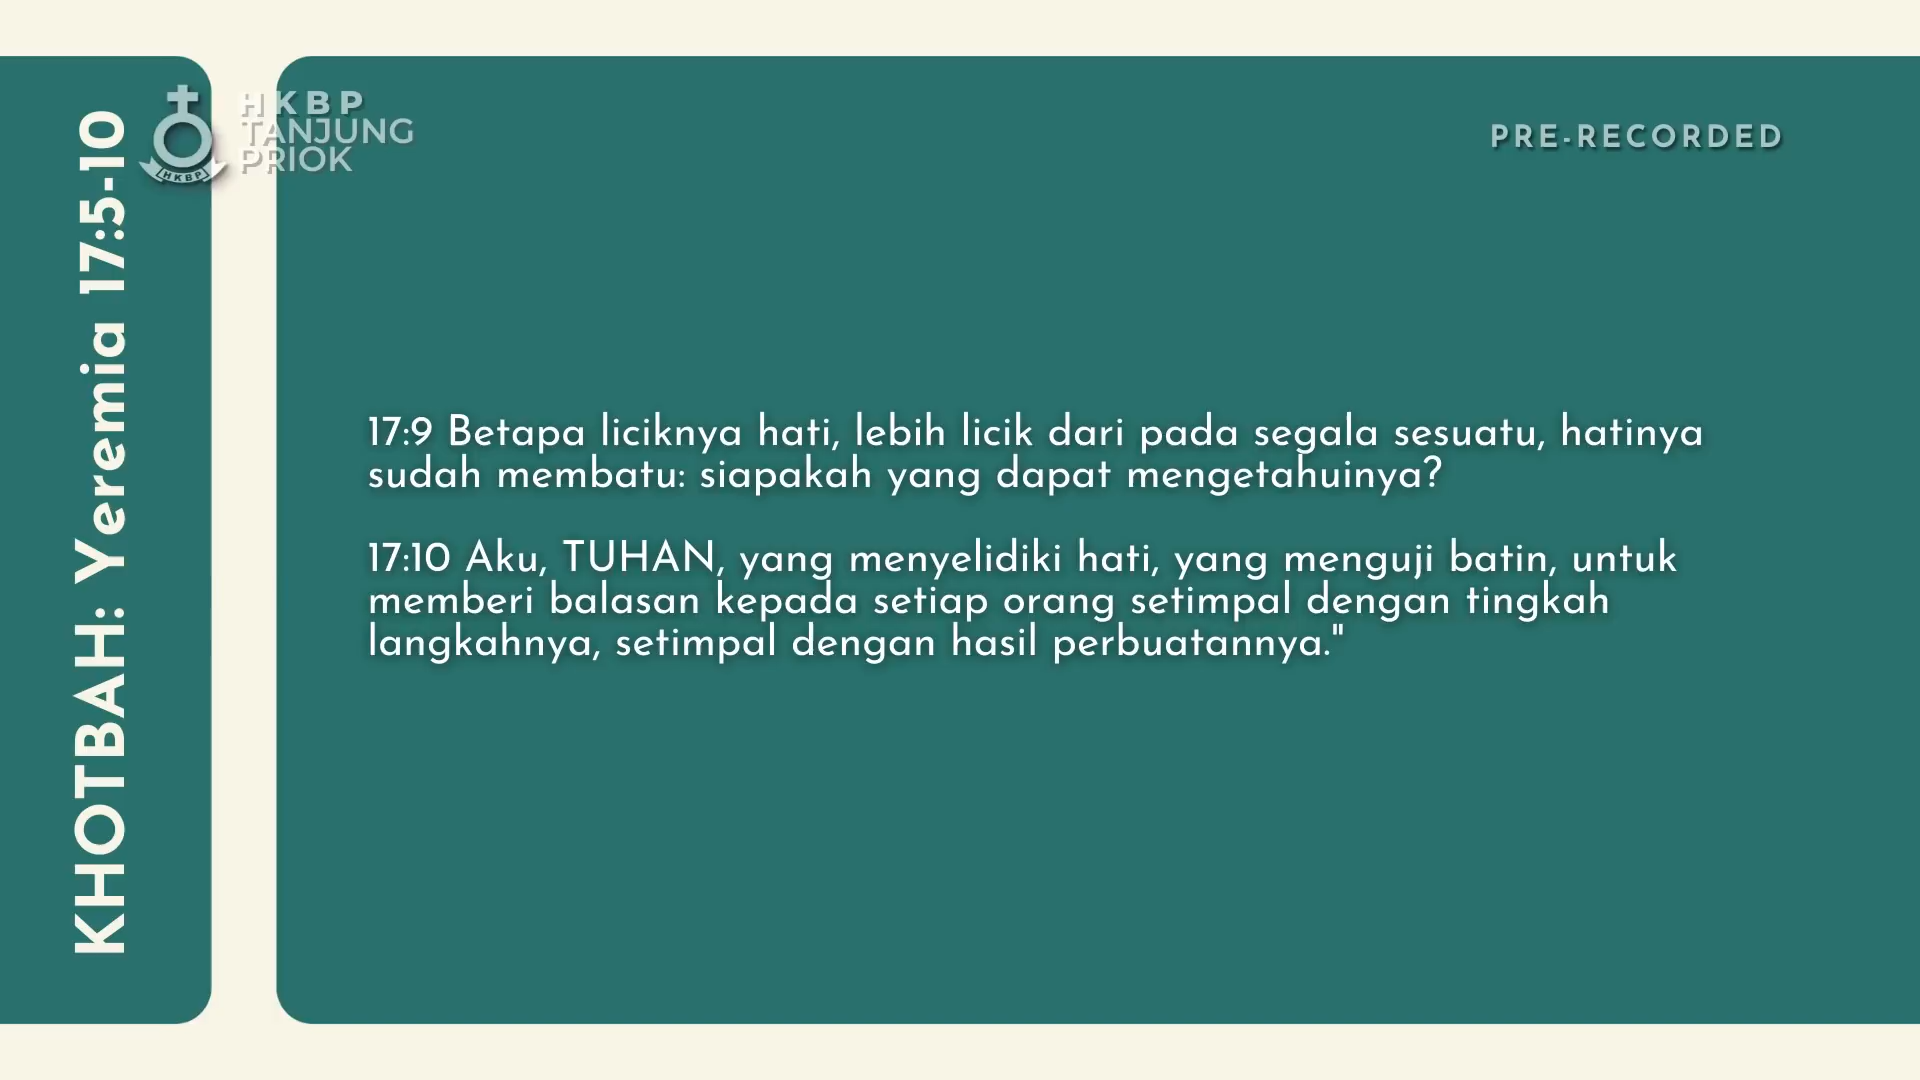 KHOTBAH: Yeremia 17:5-10
HKBP
HKBP
TANJUNG
PRIOK
PRE-RECORDED
17:9 Betapa liciknya hati, lebih licik dari pada segala sesuatu, hatinya
sudah membatu: siapakah yang dapat mengetahuinya?
17:10 Aku, TUHAN, yang menyelidiki hati, yang menguji batin, untuk
memberi balasan kepada setiap orang setimpal dengan tingkah
langkahnya, setimpal dengan hasil perbuatannya."